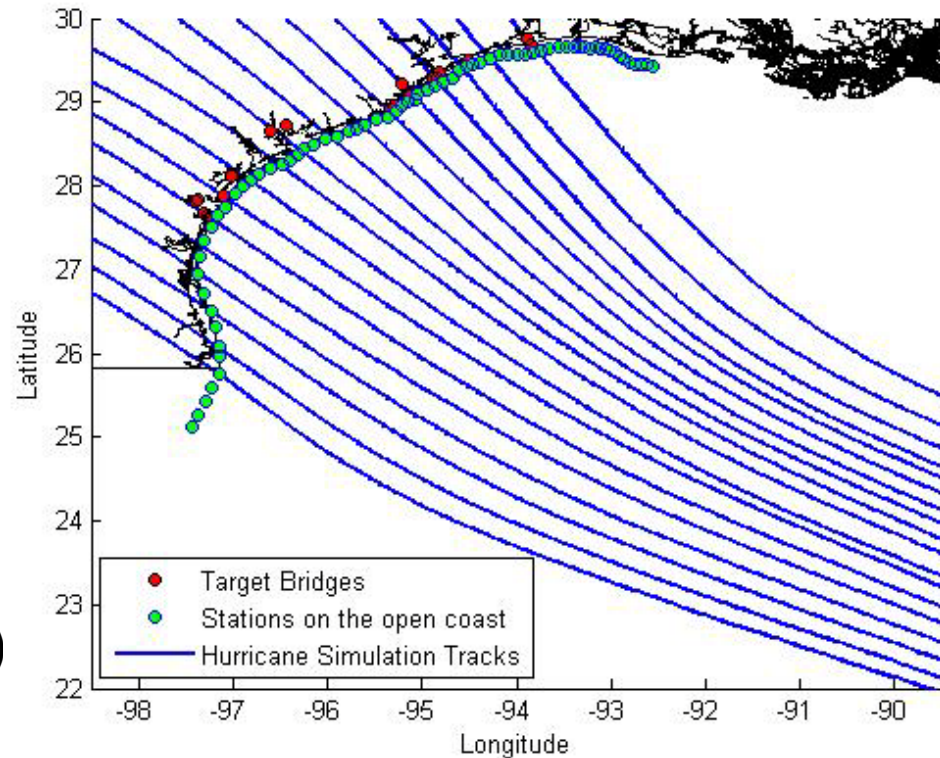 30
29
28
27
26
25
24
23
22
Latitude
Target Bridges
Stations on the open coast
Hurricane Simulation Tracks
-98 -97 -96 -95 -94 -93 -92 -91 -90
Longitude
)